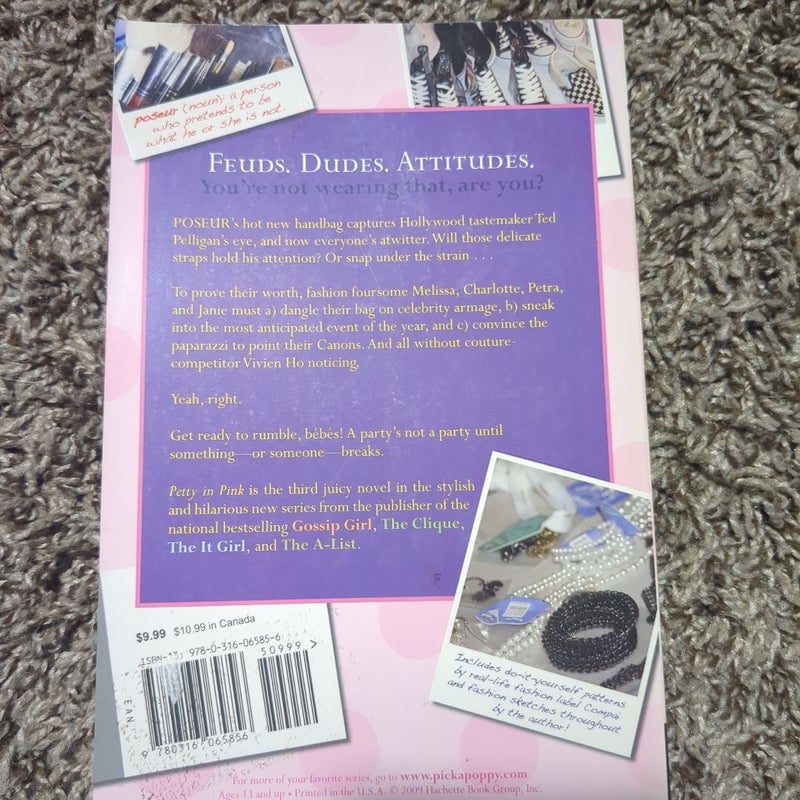 poseur (noun): a person
who pretends to be
what he or she is not.
FEUDS. DUDES. ATTITUDES.
You're not wearing that, are you?
POSEUR's hot new handbag captures Hollywood tastemaker Ted
Pelligan's eye, and now everyone's atwitter. Will those delicate
straps hold his attention? Or snap under the strain . . .
To prove their worth, fashion foursome Melissa, Charlotte, Petra,
and Janie must a) dangle their bag on celebrity armage, b) sneak
into the most anticipated event of the year, and c) convince the
paparazzi to point their Canons. And all without couture-
competitor Vivien Ho noticing.
Yeah, right.
Get ready to rumble, bébés! A party's not a party until
something—or someone—breaks.
Petty in Pink is the third juicy novel in the stylish
and hilarious new series from the publisher of the
national bestselling Gossip Girl, The Clique,
The It Girl, and The A-List.
$9.99 $10.99 in Canada
ISBN-13: 978-0-316-06585-6
50999>
EAN
9 780316 065856
Includes do-it-yourself patterns
by real-life fashion label Compai
and fashion sketches throughout
by the author!
For more of your favorite series, go to www.pickapoppy.com
Ages 13 and up • Printed in the U.S.A. © 2009 Hachette Book Group, Inc.